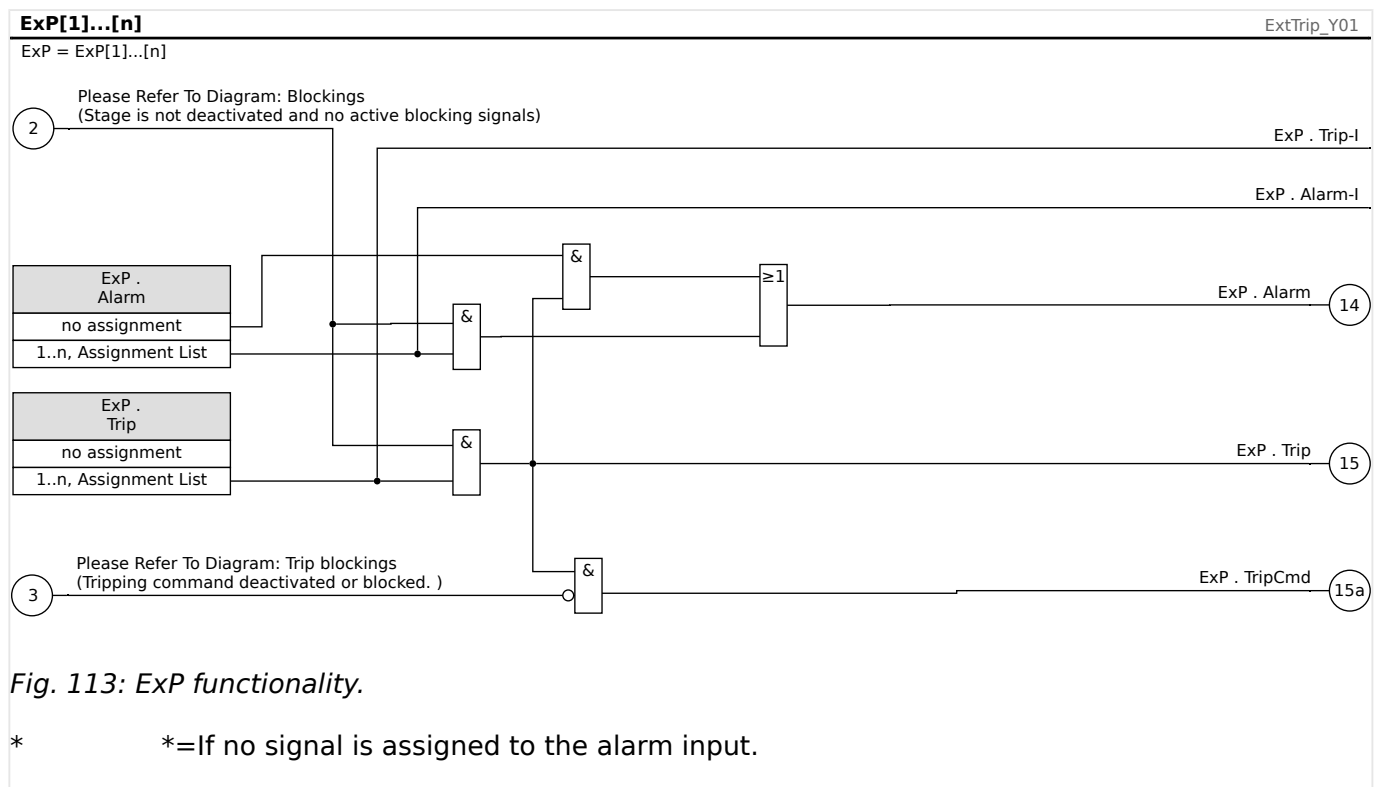 ExP[1]...[n]
ExtTrip_Y01
ExP = ExP[1]...[n]
Please Refer To Diagram: Blockings
(Stage is not deactivated and no active blocking signals)
2
ExP . Trip-I
ExP . Alarm-I
&
≥1
ExP .
Alarm
no assignment
1..n, Assignment List
&
ExP . Alarm
14
ExP .
Trip
no assignment
1..n, Assignment List
&
ExP . Trip
15
Please Refer To Diagram: Trip blockings
(Tripping command deactivated or blocked. )
3
&
ExP . TripCmd
15a
Fig. 113: ExP functionality.
* *=If no signal is assigned to the alarm input.